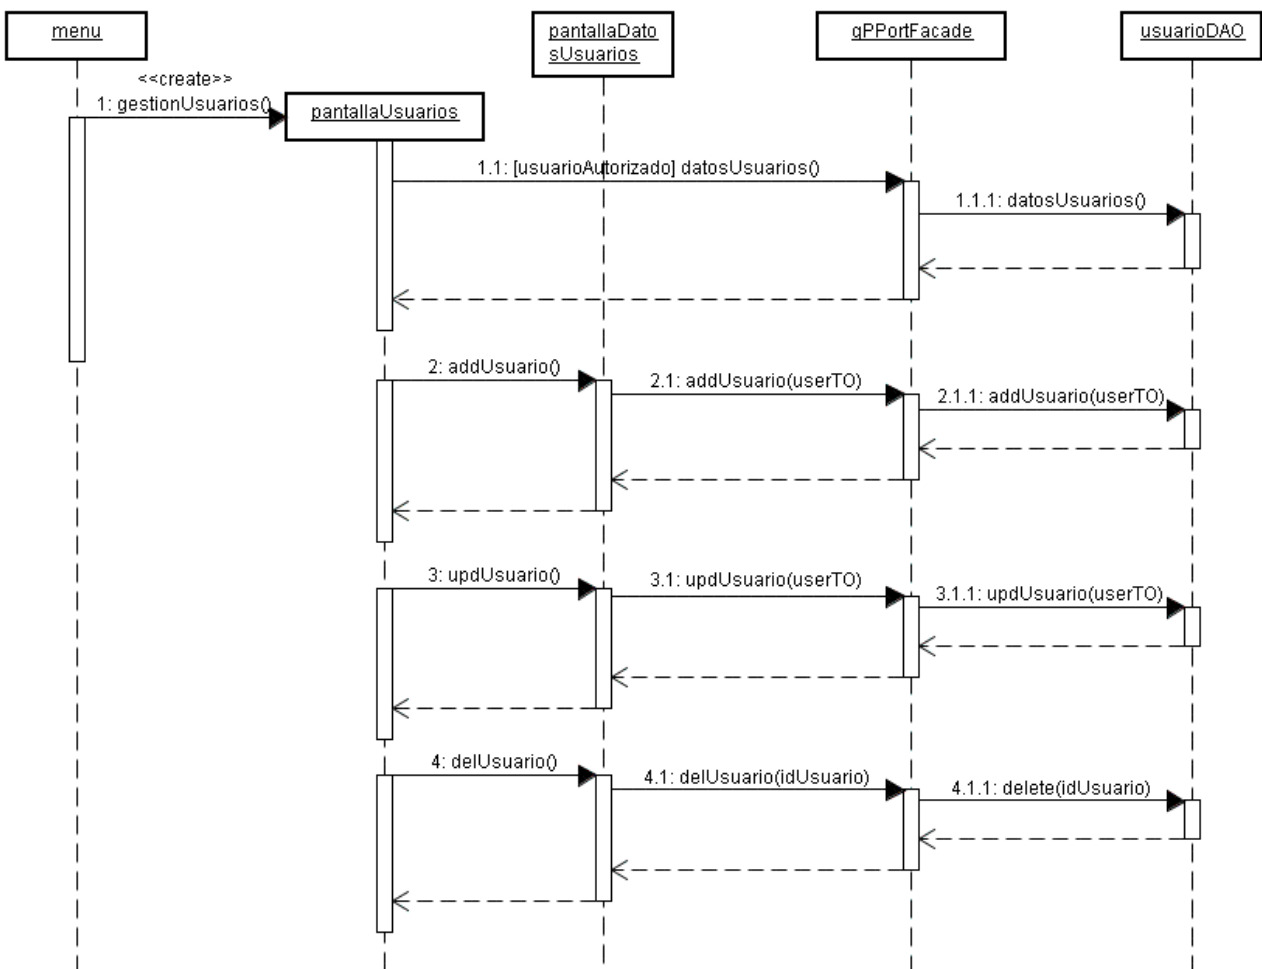 menu
pantallaDato
sUsuarios
gPPortFacade
usuarioDAO
<<create>>
1: gestionUsuarios()
pantallaUsuarios
1.1: [usuarioAutorizado] datosUsuarios()
1.1.1: datosUsuarios()
2: addUsuario()
2.1: addUsuario(userTO)
2.1.1: addUsuario(userTO)
3: updUsuario()
3.1: updUsuario(userTO)
3.1.1: updUsuario(userTO)
4: delUsuario()
4.1: delUsuario(idUsuario)
4.1.1: delete(idUsuario)